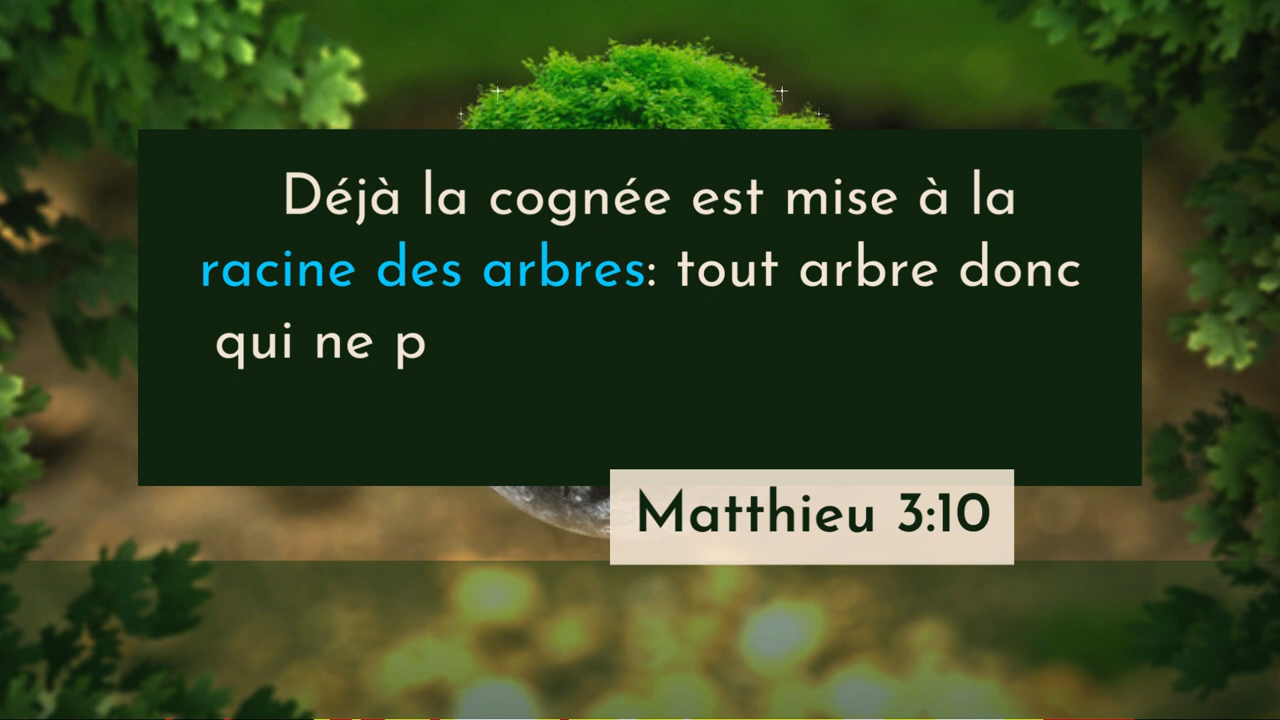 Déjà la cognée est mise à la
racine des arbres: tout arbre donc
qui ne p
Matthieu 3:10